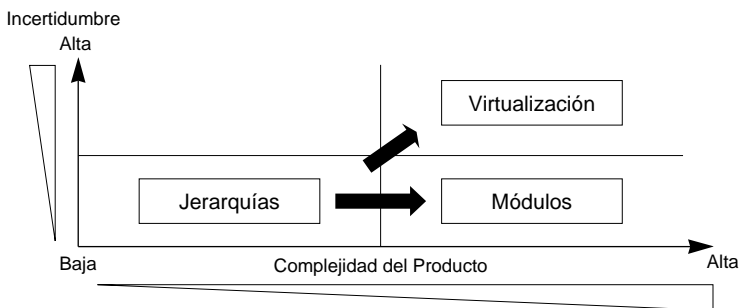 Incertidumbre
Alta
Virtualización
Jerarquías
Módulos
Baja
Complejidad del Producto
Alta